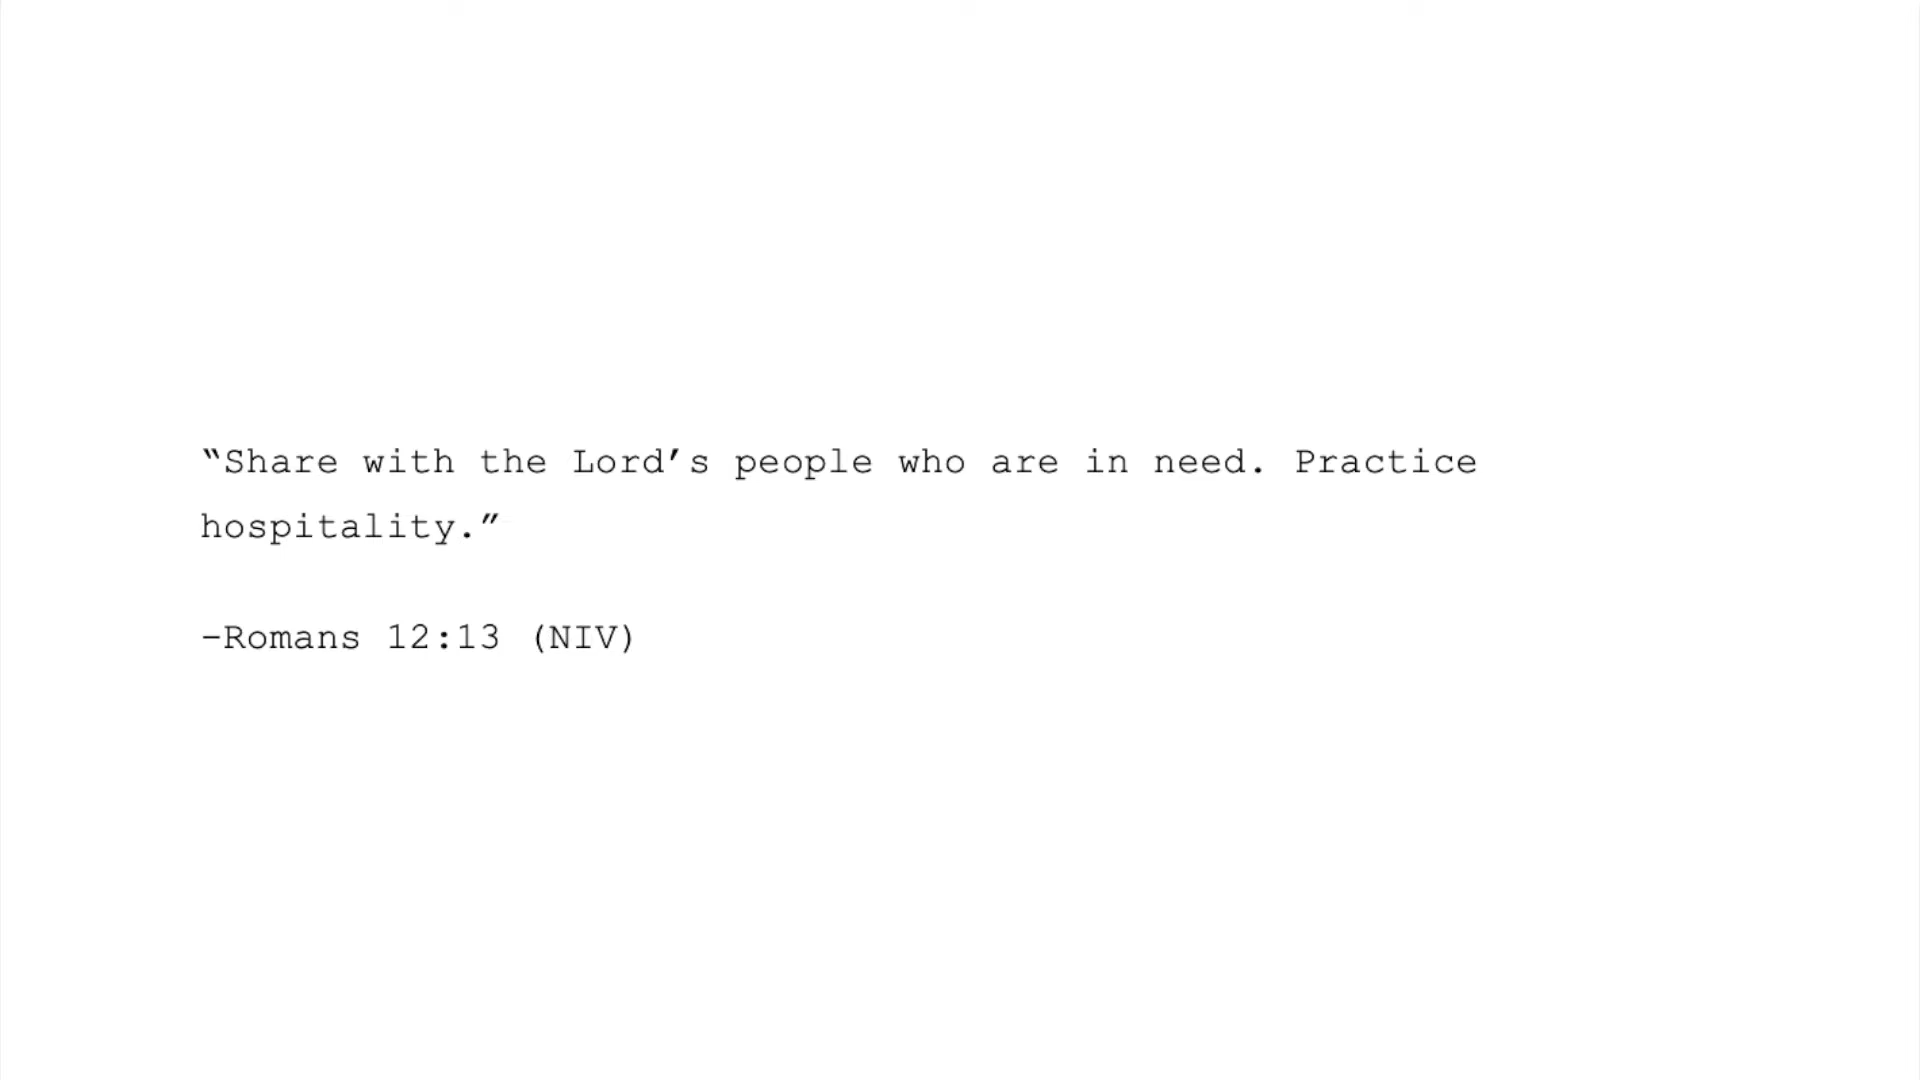 “Share with the Lord’s people who are in need. Practice
hospitality.”
–Romans 12:13 (NIV)